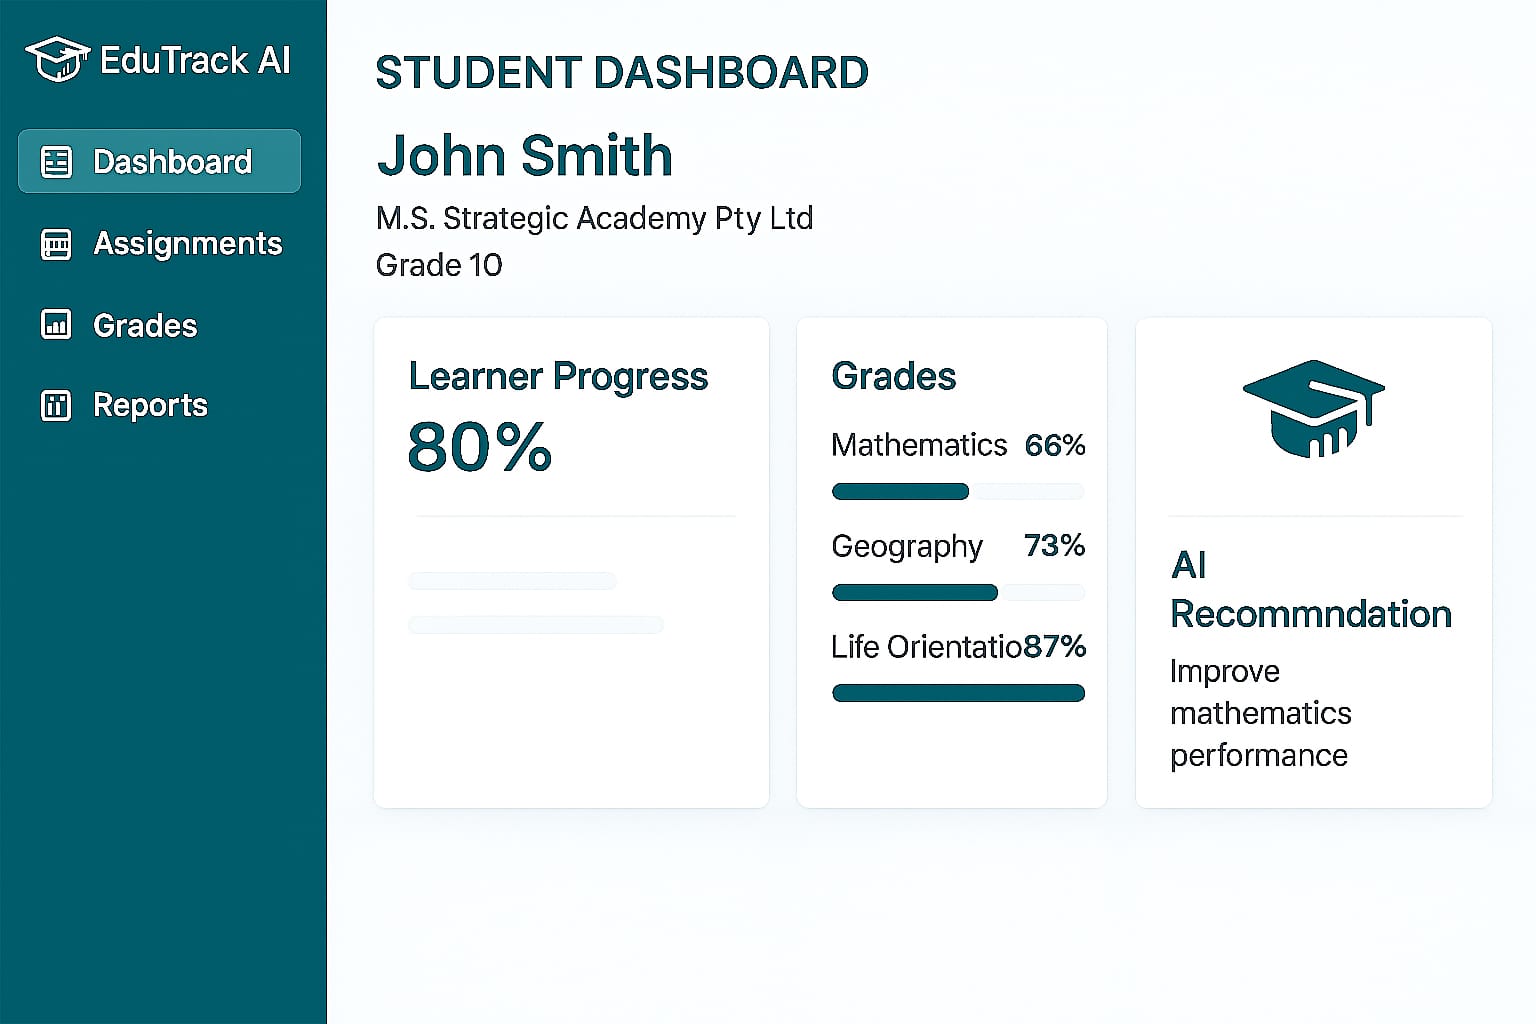 EduTrack AI
Dashboard
Assignments
Grades
Reports
STUDENT DASHBOARD
John Smith
M.S. Strategic Academy Pty Ltd
Grade 10
Learner Progress
80%
Grades
Mathematics 66%
Geography 73%
Life Orientatio87%
AI
Recommndation
Improve
mathematics
performance